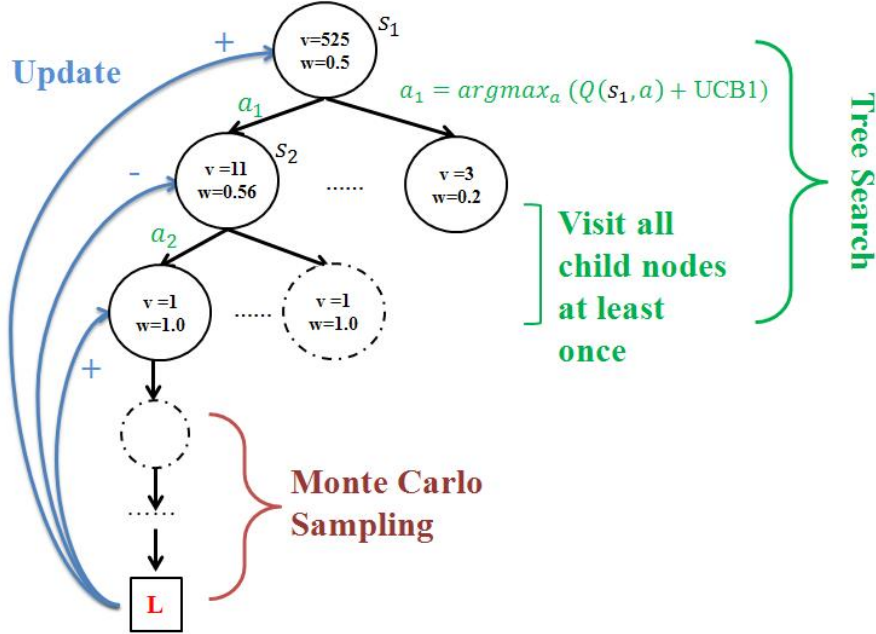 s₁
v=525
w=0.5
+
Update
a₁
a₁ = argmaxₐ (Q(s₁,a) + UCB1)
s₂
v =11
w=0.56
......
v =3
w=0.2
-
Tree Search
a₂
Visit all
child nodes
at least
once
v =1
w=1.0
......
v =1
w=1.0
+
Monte Carlo
Sampling
......
L